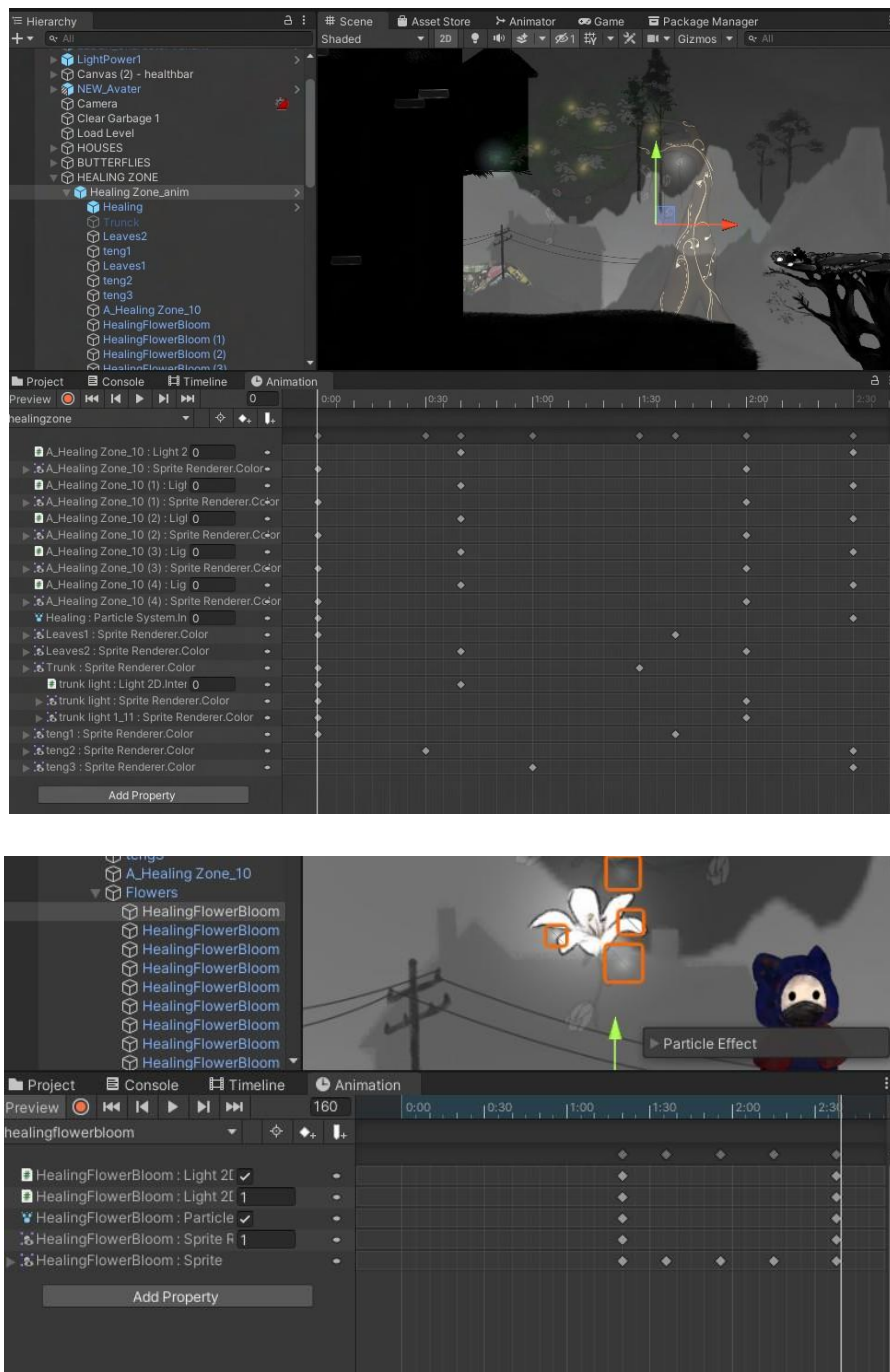 Hierarchy
# Scene Asset Store Animator Game Package Manager
All
Shaded 2D 1 Gizmos All
LightPower1
Canvas (2) - healthbar
NEW_Avater
Camera
Clear Garbage 1
Load Level
HOUSES
BUTTERFLIES
HEALING ZONE
Healing Zone_anim
Healing
Trunck
Leaves2
teng1
Leaves1
teng2
teng3
A_Healing Zone_10
HealingFlowerBloom
HealingFlowerBloom (1)
HealingFlowerBloom (2)
HealingFlowerBloom (3)
Project Console Timeline Animation
Preview 0 0:00 0:30 1:00 1:30 2:00 2:30
healingzone
A_Healing Zone_10 : Light 2 0
A_Healing Zone_10 : Sprite Renderer.Color
A_Healing Zone_10 (1) : Ligh 0
A_Healing Zone_10 (1) : Sprite Renderer.Color
A_Healing Zone_10 (2) : Ligl 0
A_Healing Zone_10 (2) : Sprite Renderer.Color
A_Healing Zone_10 (3) : Lig 0
A_Healing Zone_10 (3) : Sprite Renderer.Color
A_Healing Zone_10 (4) : Lig 0
A_Healing Zone_10 (4) : Sprite Renderer.Color
Healing : Particle System.In 0
Leaves1 : Sprite Renderer.Color
Leaves2 : Sprite Renderer.Color
Trunk : Sprite Renderer.Color
trunk light : Light 2D.Inter 0
trunk light : Sprite Renderer.Color
trunk light 1_11 : Sprite Renderer.Color
teng1 : Sprite Renderer.Color
teng2 : Sprite Renderer.Color
teng3 : Sprite Renderer.Color
Add Property
teng3
A_Healing Zone_10
Flowers
HealingFlowerBloom
HealingFlowerBloom
HealingFlowerBloom
HealingFlowerBloom
HealingFlowerBloom
HealingFlowerBloom
HealingFlowerBloom
HealingFlowerBloom
HealingFlowerBloom
Particle Effect
Project Console Timeline Animation
Preview 160 0:00 0:30 1:00 1:30 2:00 2:30
healingflowerbloom
HealingFlowerBloom : Light 2D
HealingFlowerBloom : Light 2D 1
HealingFlowerBloom : Particle
HealingFlowerBloom : Sprite R 1
HealingFlowerBloom : Sprite
Add Property